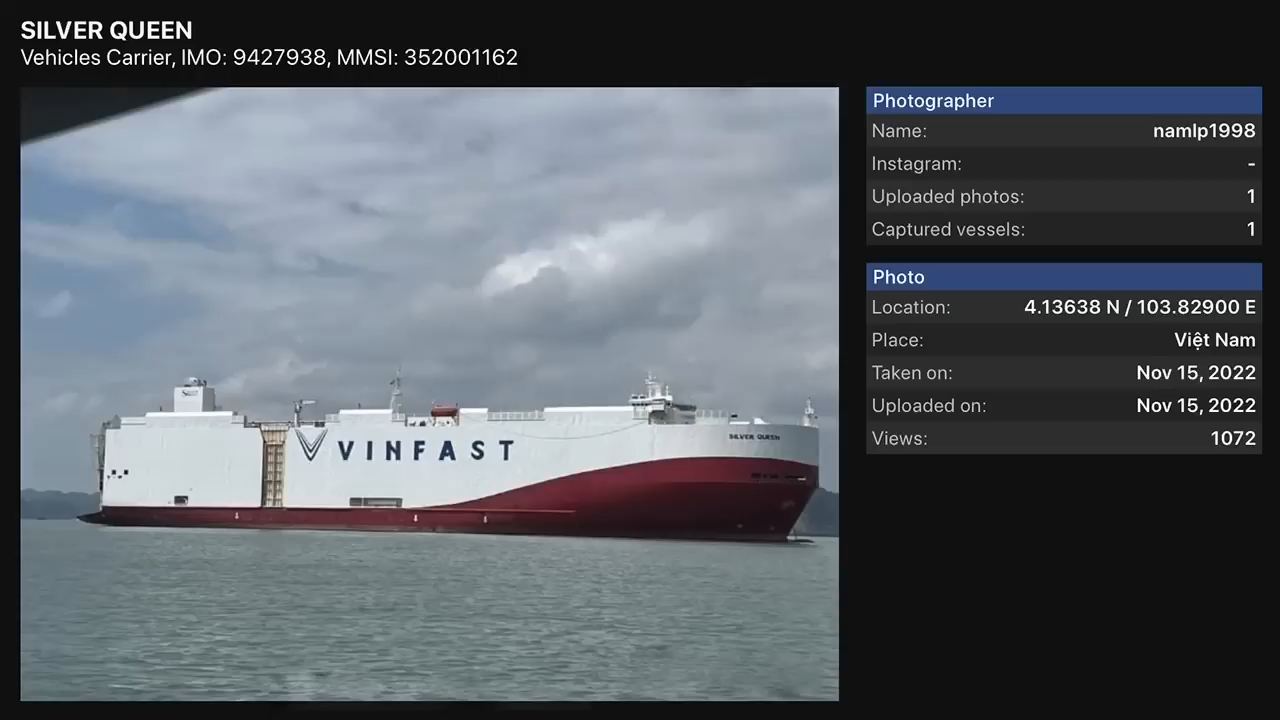 SILVER QUEEN
Vehicles Carrier, IMO: 9427938, MMSI: 352001162
VINFAST
SILVER QUEEN
Photographer
Name: namlp1998
Instagram: -
Uploaded photos: 1
Captured vessels: 1
Photo
Location: 4.13638 N / 103.82900 E
Place: Việt Nam
Taken on: Nov 15, 2022
Uploaded on: Nov 15, 2022
Views: 1072